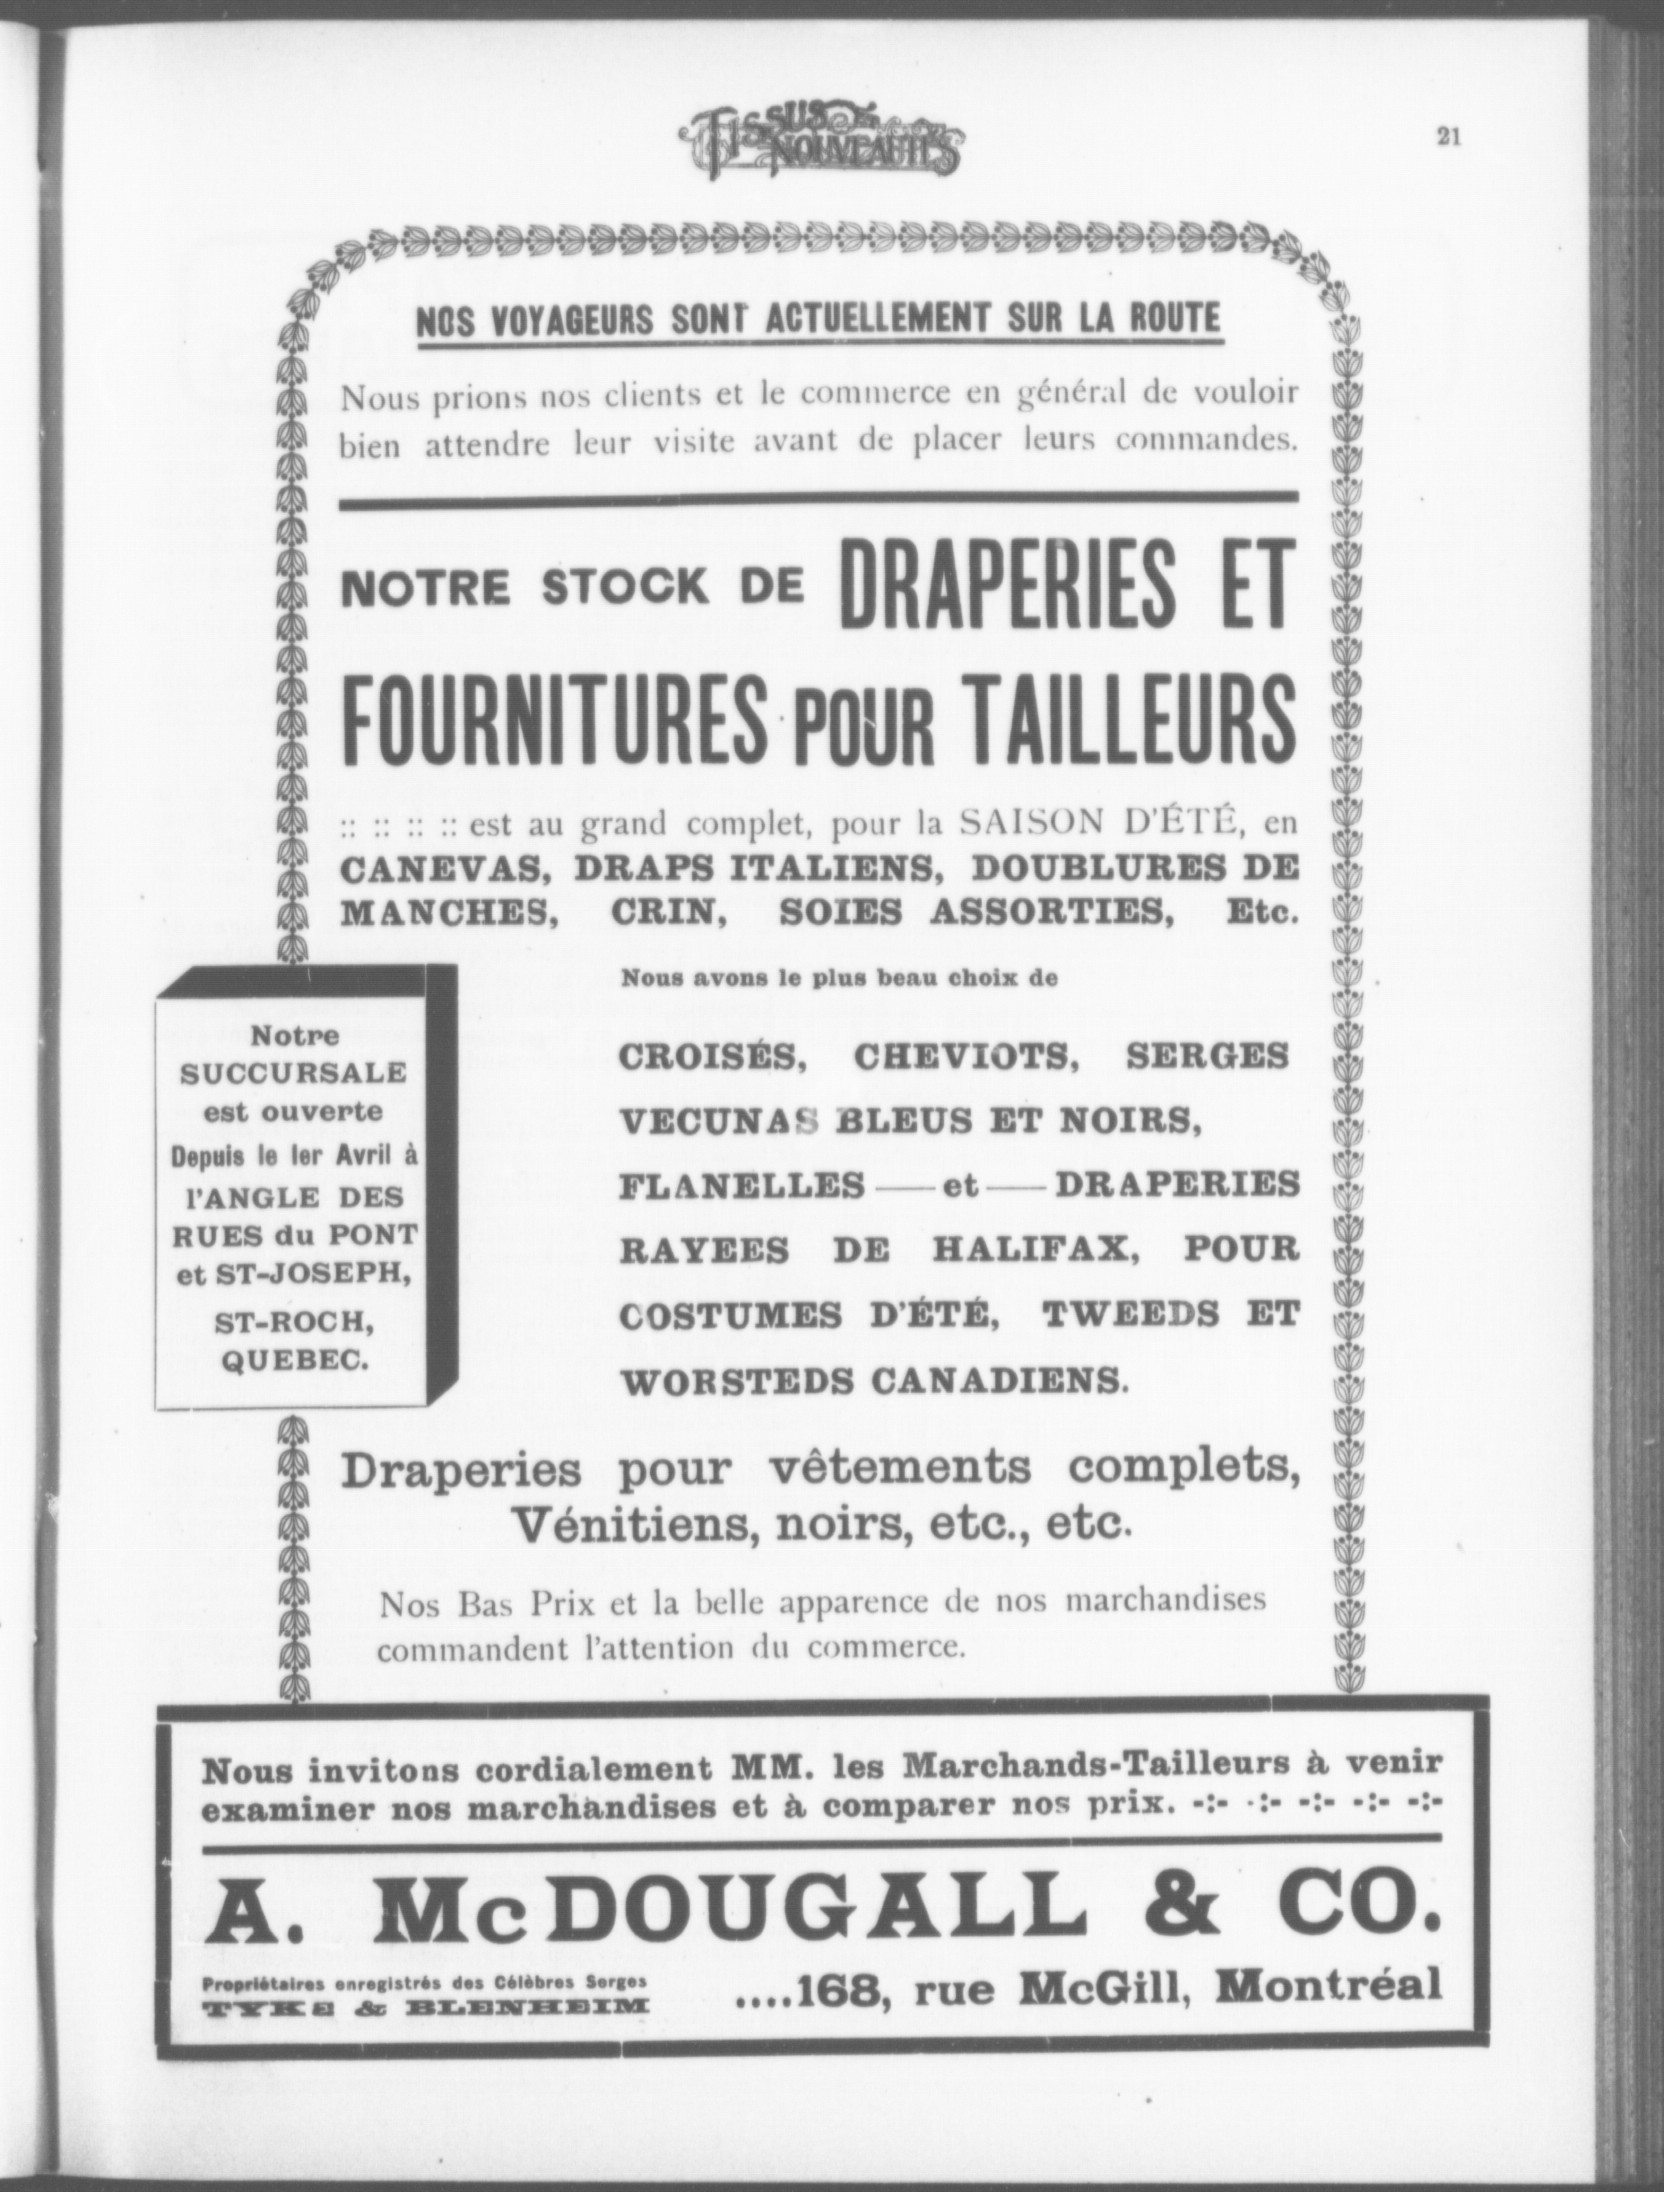 TISSUS & NOUVEAUTÉS
21
NOS VOYAGEURS SONT ACTUELLEMENT SUR LA ROUTE
Nous prions nos clients et le commerce en général de vouloir
bien attendre leur visite avant de placer leurs commandes.
NOTRE STOCK DE DRAPERIES ET
FOURNITURES POUR TAILLEURS
:: :: :: :: est au grand complet, pour la SAISON D'ÉTÉ, en
CANEVAS, DRAPS ITALIENS, DOUBLURES DE
MANCHES, CRIN, SOIES ASSORTIES, Etc.
Notre
SUCCURSALE
est ouverte
Depuis le 1er Avril à
l'ANGLE DES
RUES du PONT
et ST-JOSEPH,
ST-ROCH,
QUEBEC.
Nous avons le plus beau choix de
CROISÉS, CHEVIOTS, SERGES
VECUNAS BLEUS ET NOIRS,
FLANELLES — et — DRAPERIES
RAYEES DE HALIFAX, POUR
COSTUMES D'ÉTÉ, TWEEDS ET
WORSTEDS CANADIENS.
Draperies pour vêtements complets,
Vénitiens, noirs, etc., etc.
Nos Bas Prix et la belle apparence de nos marchandises
commandent l'attention du commerce.
Nous invitons cordialement MM. les Marchands-Tailleurs à venir
examiner nos marchandises et à comparer nos prix. -:- -:- -:- -:- -:-
A. McDOUGALL & CO.
Propriétaires enregistrés des Célèbres Serges
TYKE & BLENHEIM
....168, rue McGill, Montréal